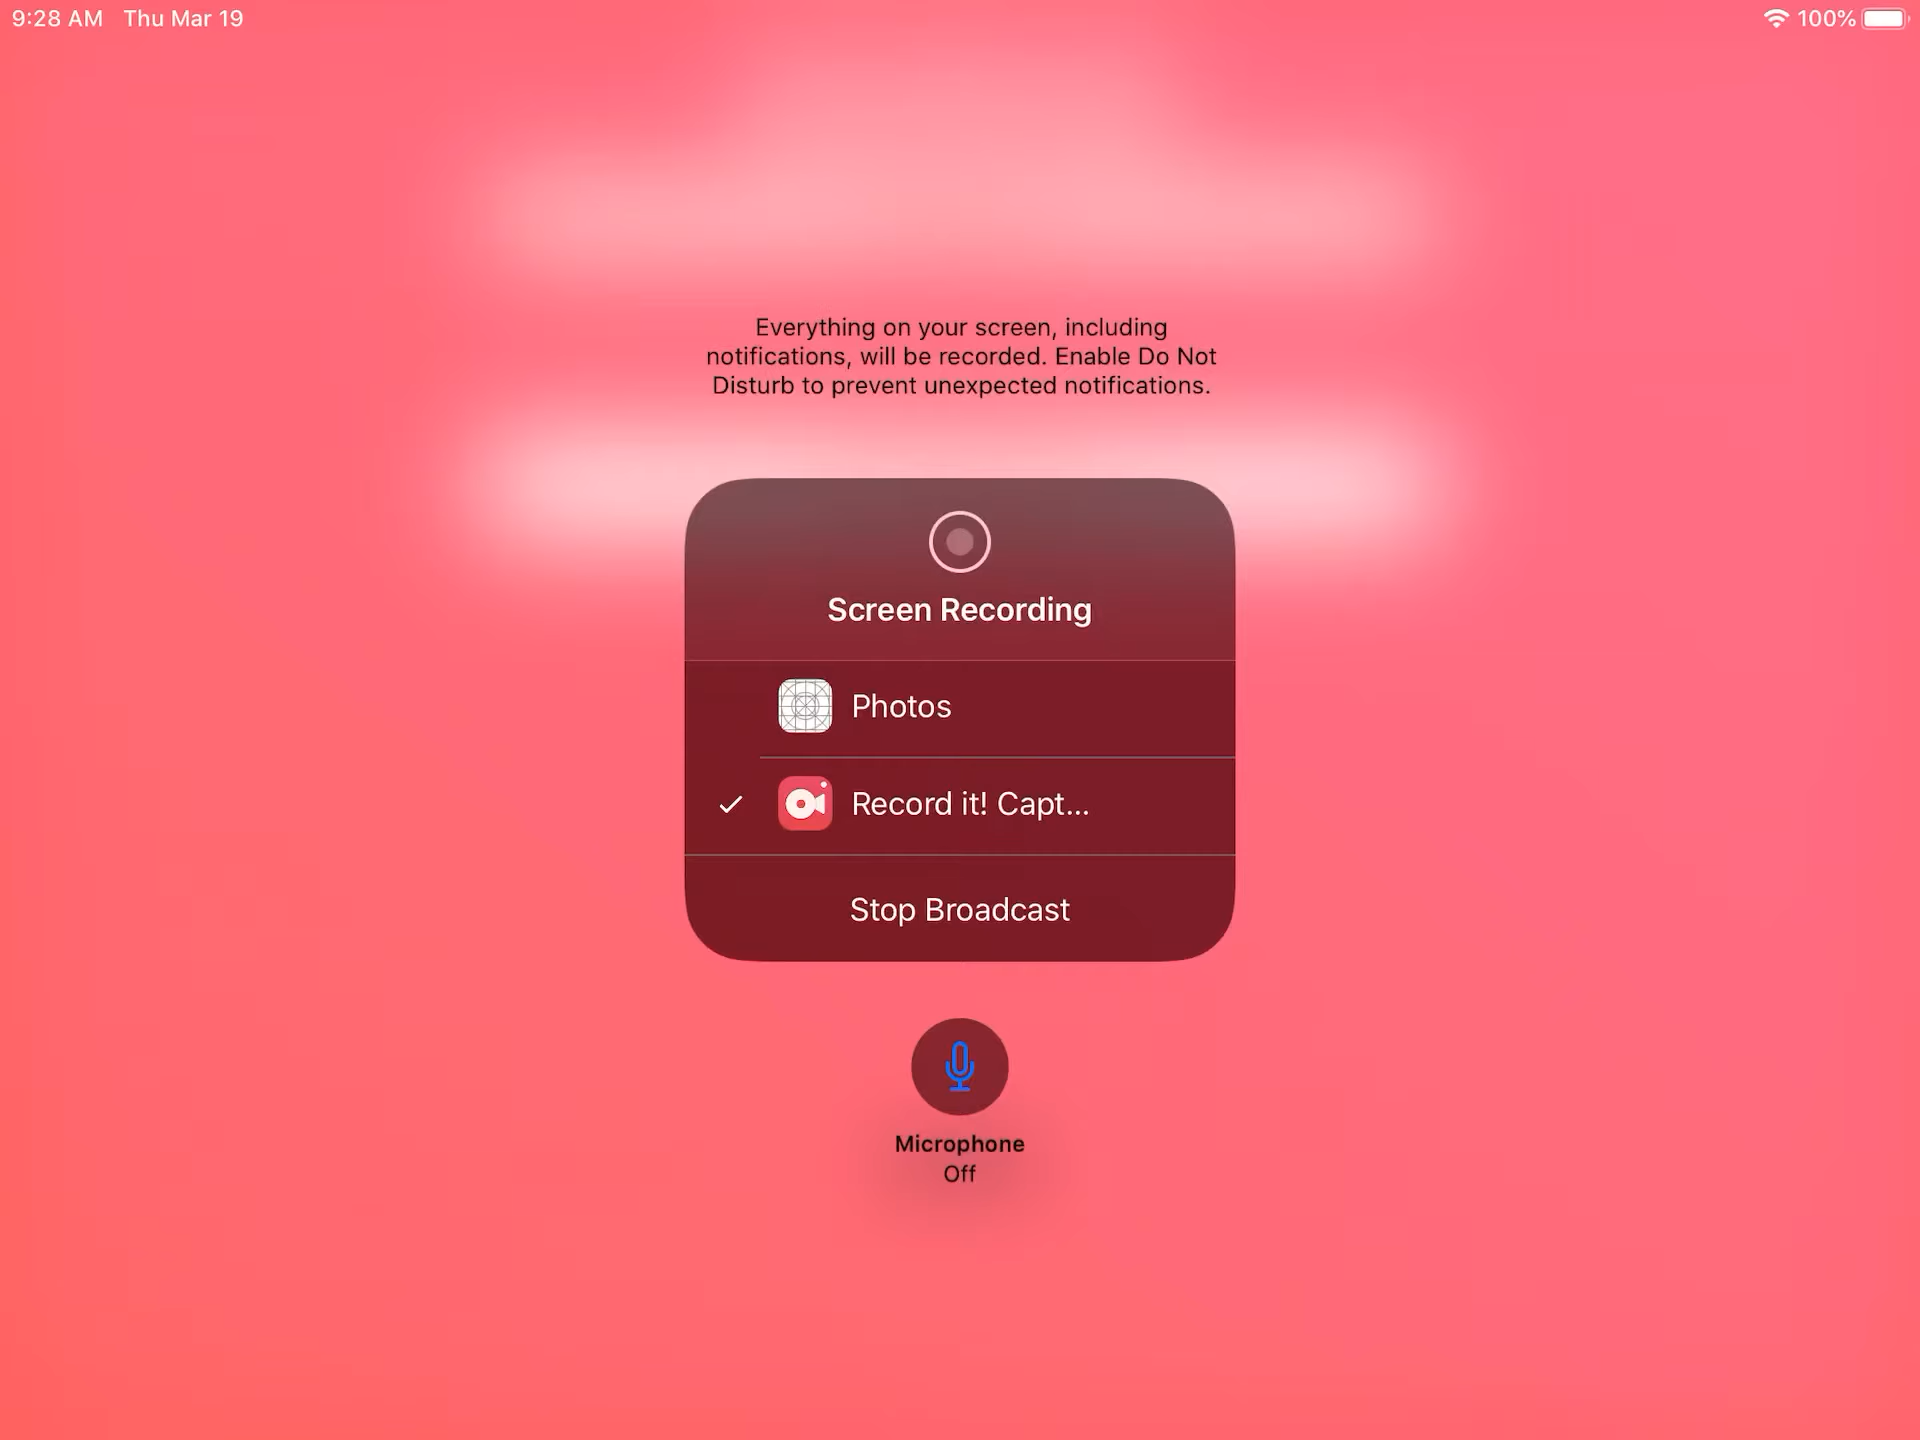 9:28 AM Thu Mar 19
100%
Everything on your screen, including
notifications, will be recorded. Enable Do Not
Disturb to prevent unexpected notifications.
Screen Recording
Photos
Record it! Capt...
Stop Broadcast
Microphone
Off